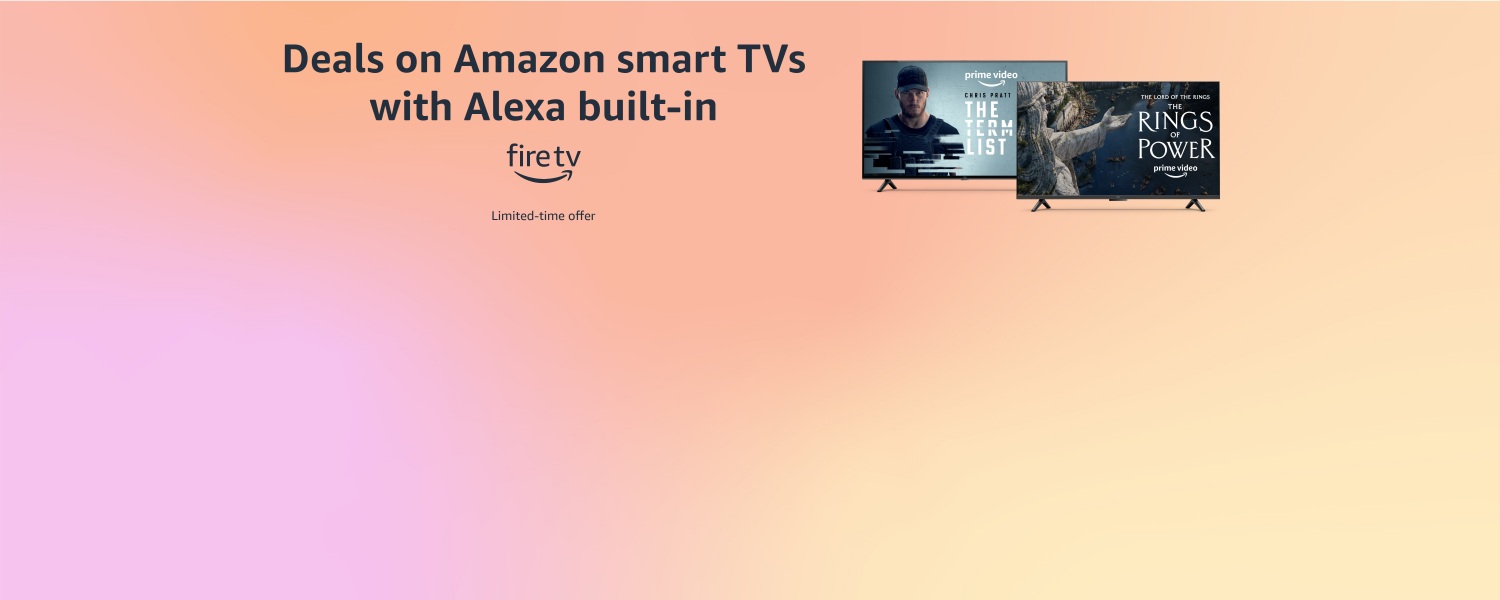 Deals on Amazon smart TVs
with Alexa built-in
fire tv
Limited-time offer
prime video
CHRIS PRATT
THE
TERM
LIST
THE LORD OF THE RINGS
THE
RINGS
OF
POWER
prime video